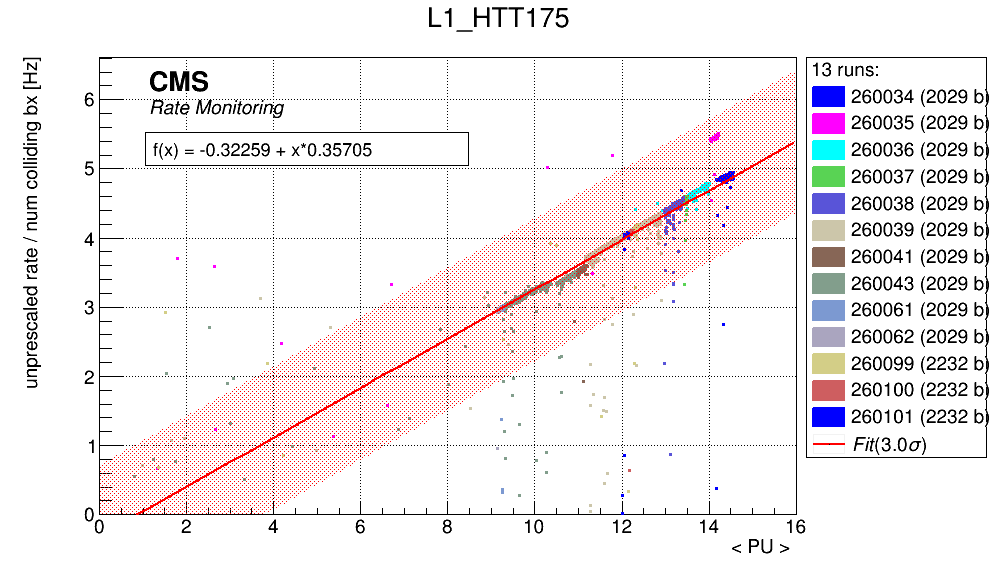 L1_HTT175
unprescaled rate / num colliding bx [Hz]
CMS
Rate Monitoring
f(x) = -0.32259 + x*0.35705
6
5
4
3
2
1
0
0 2 4 6 8 10 12 14 16
< PU >
13 runs:
260034 (2029 b)
260035 (2029 b)
260036 (2029 b)
260037 (2029 b)
260038 (2029 b)
260039 (2029 b)
260041 (2029 b)
260043 (2029 b)
260061 (2029 b)
260062 (2029 b)
260099 (2232 b)
260100 (2232 b)
260101 (2232 b)
Fit(3.0σ)